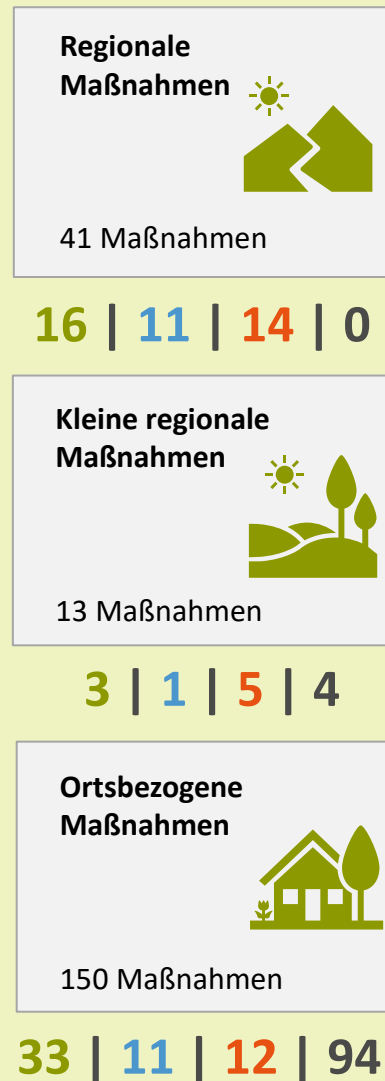 Regionale
Maßnahmen
41 Maßnahmen
16 | 11 | 14 | 0
Kleine regionale
Maßnahmen
13 Maßnahmen
3 | 1 | 5 | 4
Ortsbezogene
Maßnahmen
150 Maßnahmen
33 | 11 | 12 | 94